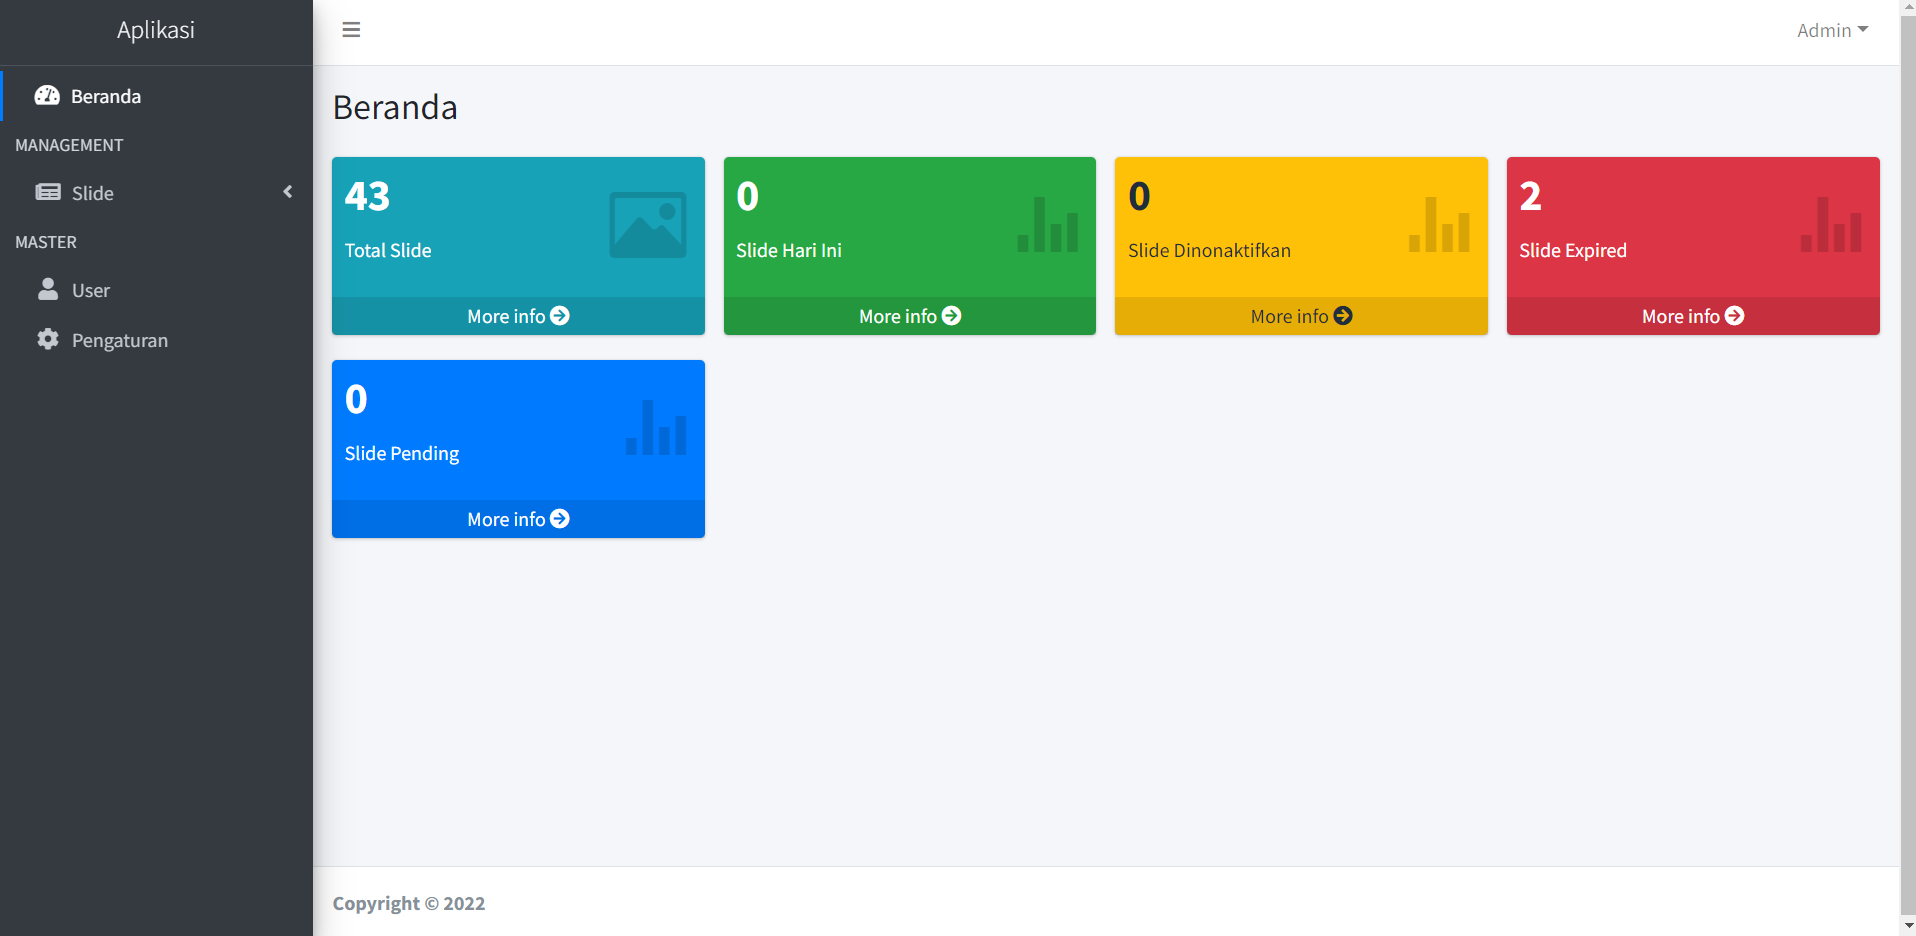 Aplikasi
Admin
Beranda
MANAGEMENT
Slide
MASTER
User
Pengaturan
Beranda
43
Total Slide
More info
0
Slide Hari Ini
More info
0
Slide Dinonaktifkan
More info
2
Slide Expired
More info
0
Slide Pending
More info
Copyright © 2022